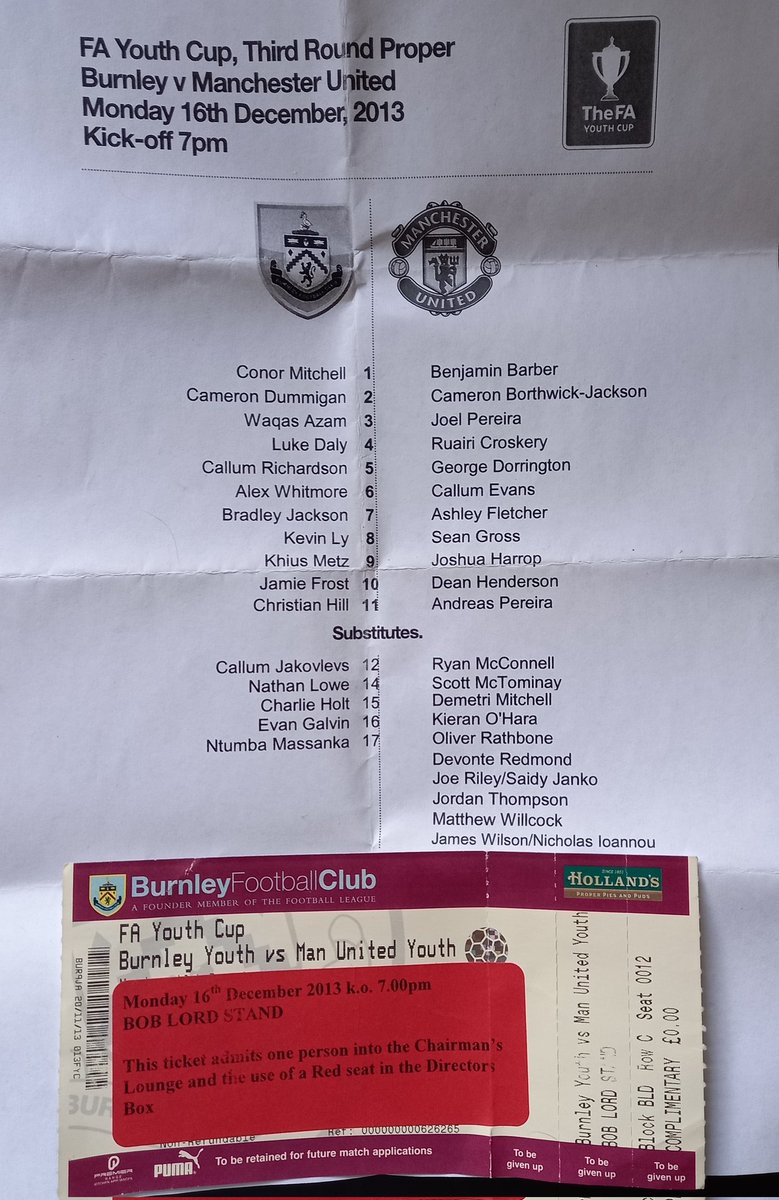 FA Youth Cup, Third Round Proper
Burnley v Manchester United
Monday 16th December, 2013
Kick-off 7pm
TheFA
YOUTH CUP
MANCHESTER
UNITED
Conor Mitchell 1 Benjamin Barber
Cameron Dummigan 2 Cameron Borthwick-Jackson
Waqas Azam 3 Joel Pereira
Luke Daly 4 Ruairi Croskery
Callum Richardson 5 George Dorrington
Alex Whitmore 6 Callum Evans
Bradley Jackson 7 Ashley Fletcher
Kevin Ly 8 Sean Gross
Khius Metz 9 Joshua Harrop
Jamie Frost 10 Dean Henderson
Christian Hill 11 Andreas Pereira
Substitutes.
Callum Jakovlevs 12 Ryan McConnell
Nathan Lowe 14 Scott McTominay
Charlie Holt 15 Demetri Mitchell
Evan Galvin 16 Kieran O'Hara
Ntumba Massanka 17 Oliver Rathbone
Devonte Redmond
Joe Riley/Saidy Janko
Jordan Thompson
Matthew Willcock
James Wilson/Nicholas Ioannou
BurnleyFootballClub
A FOUNDER MEMBER OF THE FOOTBALL LEAGUE
SINCE 1851
HOLLAND'S
PROPER PIES AND PUDS
FA Youth Cup
Burnley Youth vs Man United Youth
Monday 16th December 2013 k.o. 7.00pm
BOB LORD STAND
This ticket admits one person into the Chairman's
Lounge and the use of a Red seat in the Directors
Box
Non-Refundable Ref: 000000000626265
BURAJA 20/11/13 013FYC
Burnley Youth vs Man United Youth
BOB LORD
Block BLD Row C Seat 0012
COMPLIMENTARY £0.00
PREMIER
RANGE
PUMA
To be retained for future match applications
To be
given up
To be
given up
To be
given up